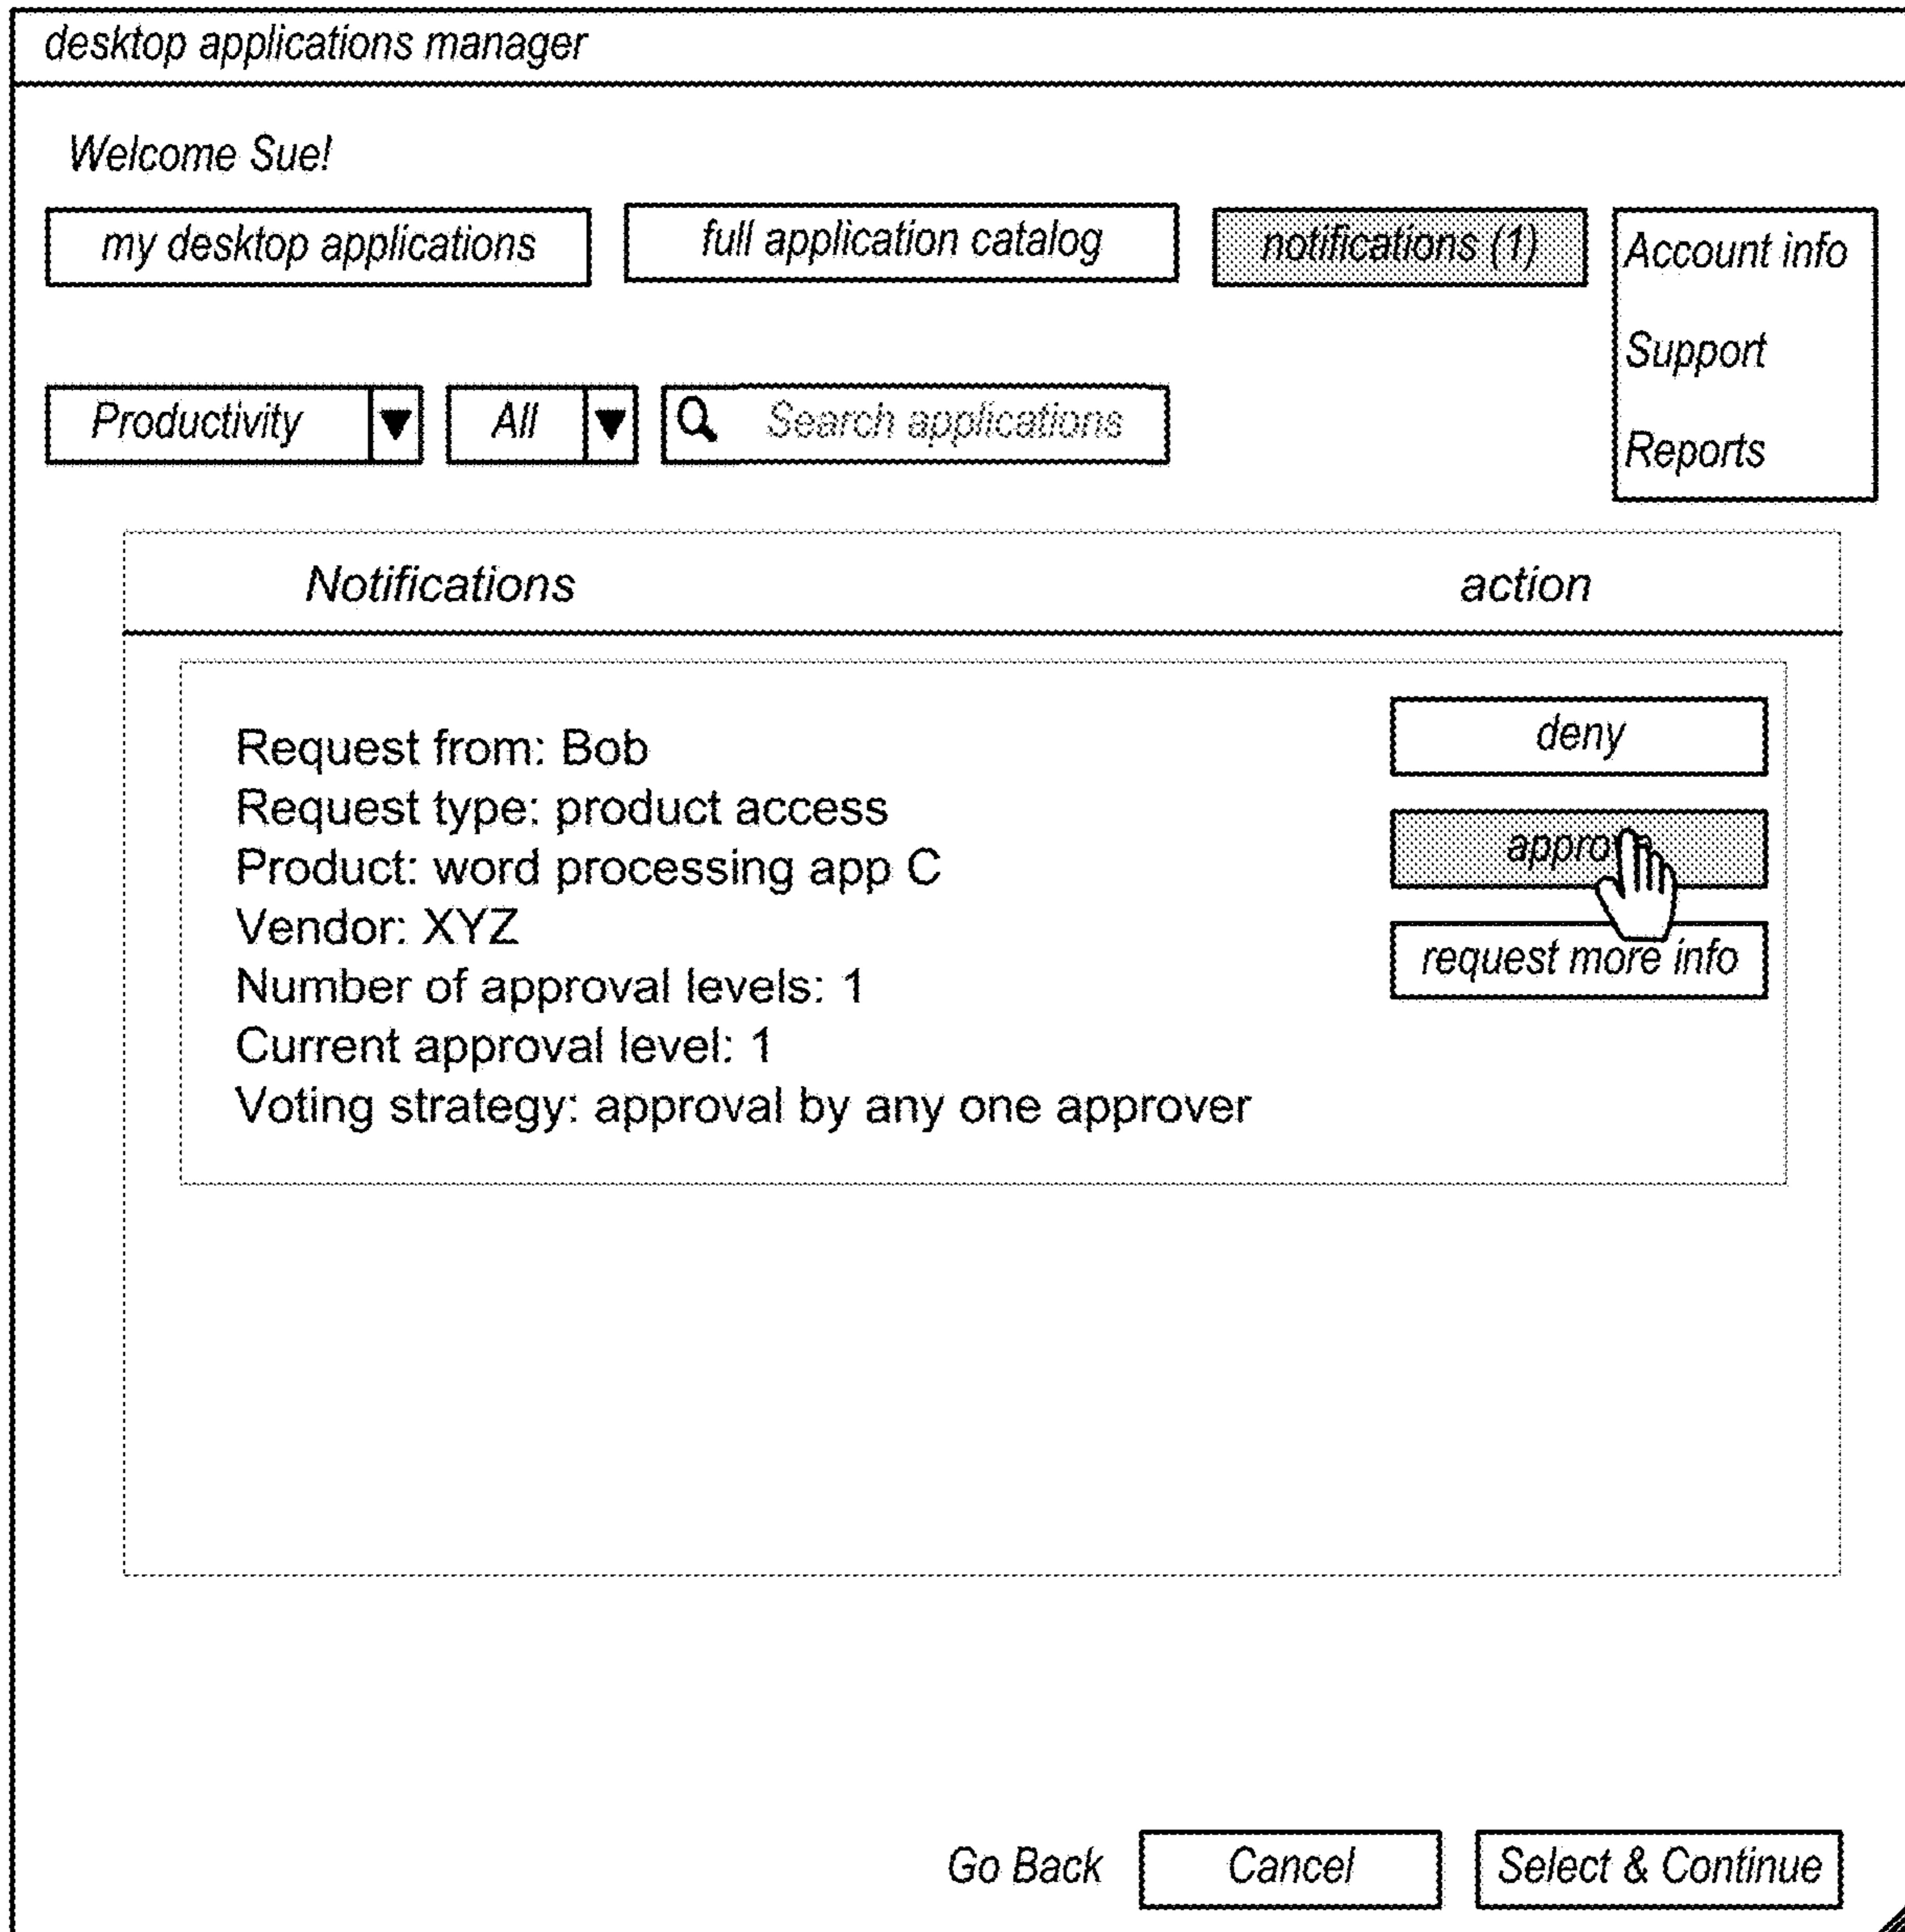 desktop applications manager
Welcome Sue!
my desktop applications
full application catalog
notifications (1)
Account info
Support
Reports
Productivity
All
Search applications
Notifications
action
Request from: Bob
Request type: product access
Product: word processing app C
Vendor: XYZ
Number of approval levels: 1
Current approval level: 1
Voting strategy: approval by any one approver
deny
approve
request more info
Go Back
Cancel
Select & Continue